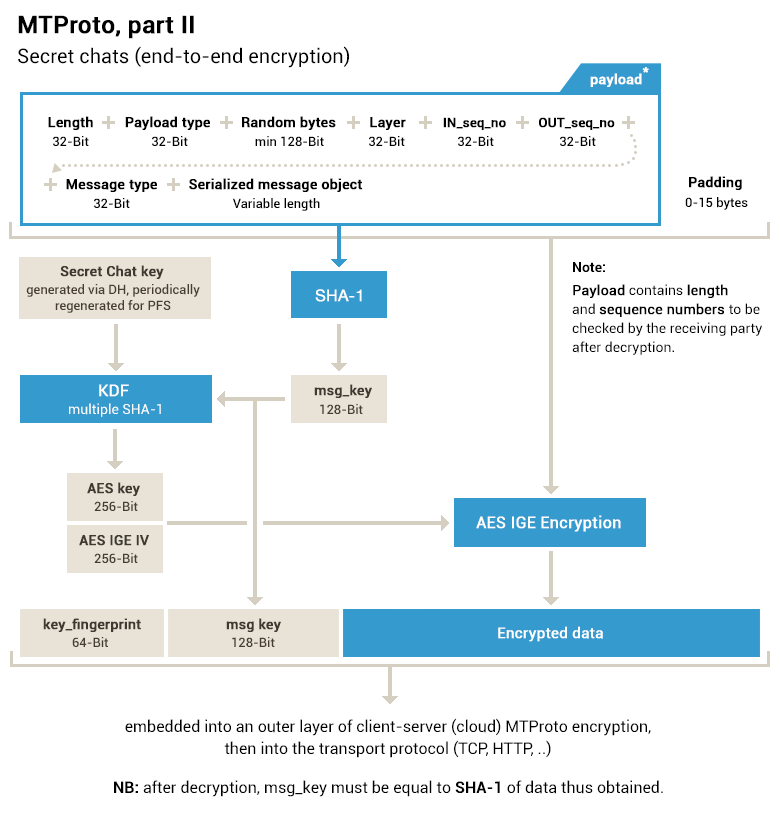 MTProto, part II
Secret chats (end-to-end encryption)
payload*
Length + Payload type + Random bytes + Layer + IN_seq_no + OUT_seq_no +
32-Bit 32-Bit min 128-Bit 32-Bit 32-Bit 32-Bit
+ Message type + Serialized message object
32-Bit Variable length
Padding
0-15 bytes
Secret Chat key
generated via DH, periodically
regenerated for PFS
SHA-1
Note:
Payload contains length
and sequence numbers to be
checked by the receiving party
after decryption.
KDF
multiple SHA-1
msg_key
128-Bit
AES key
256-Bit
AES IGE IV
256-Bit
AES IGE Encryption
key_fingerprint
64-Bit
msg key
128-Bit
Encrypted data
embedded into an outer layer of client-server (cloud) MTProto encryption,
then into the transport protocol (TCP, HTTP, ..)
NB: after decryption, msg_key must be equal to SHA-1 of data thus obtained.